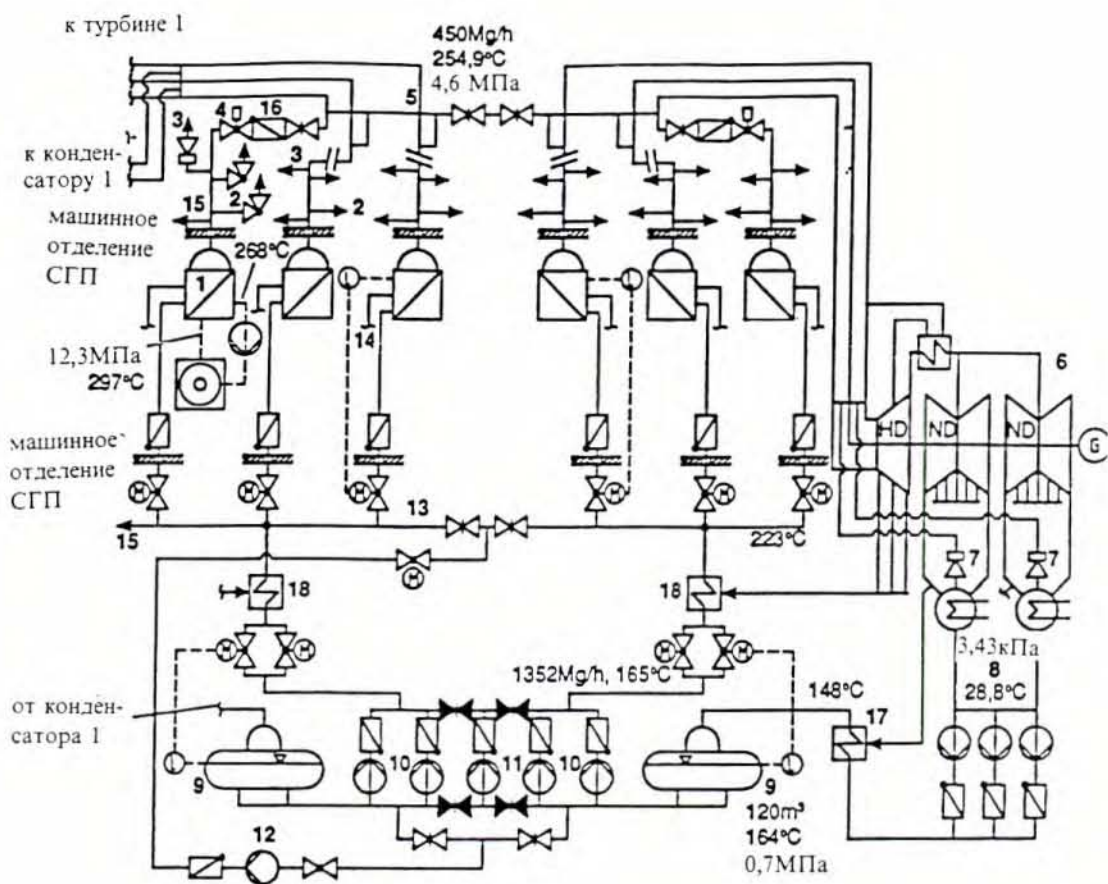 к турбине 1
450Mg/h
254,9°C
4,6 МПа
5
4
16
3
к конден-
сатору 1
3
2
15
2
машинное
отделение
СГП
268°C
1
14
12,3МПа
297°C
6
HD
ND
ND
G
машинное
отделение
СГП
M
M
M
M
M
M
13
15
223°C
M
7
7
18
18
M
M
M
M
3,43кПа
8
28,8°C
1352Mg/h, 165°C
148°C
от конден-
сатора 1
17
10
11
10
9
9
120m³
164°C
0,7МПа
12